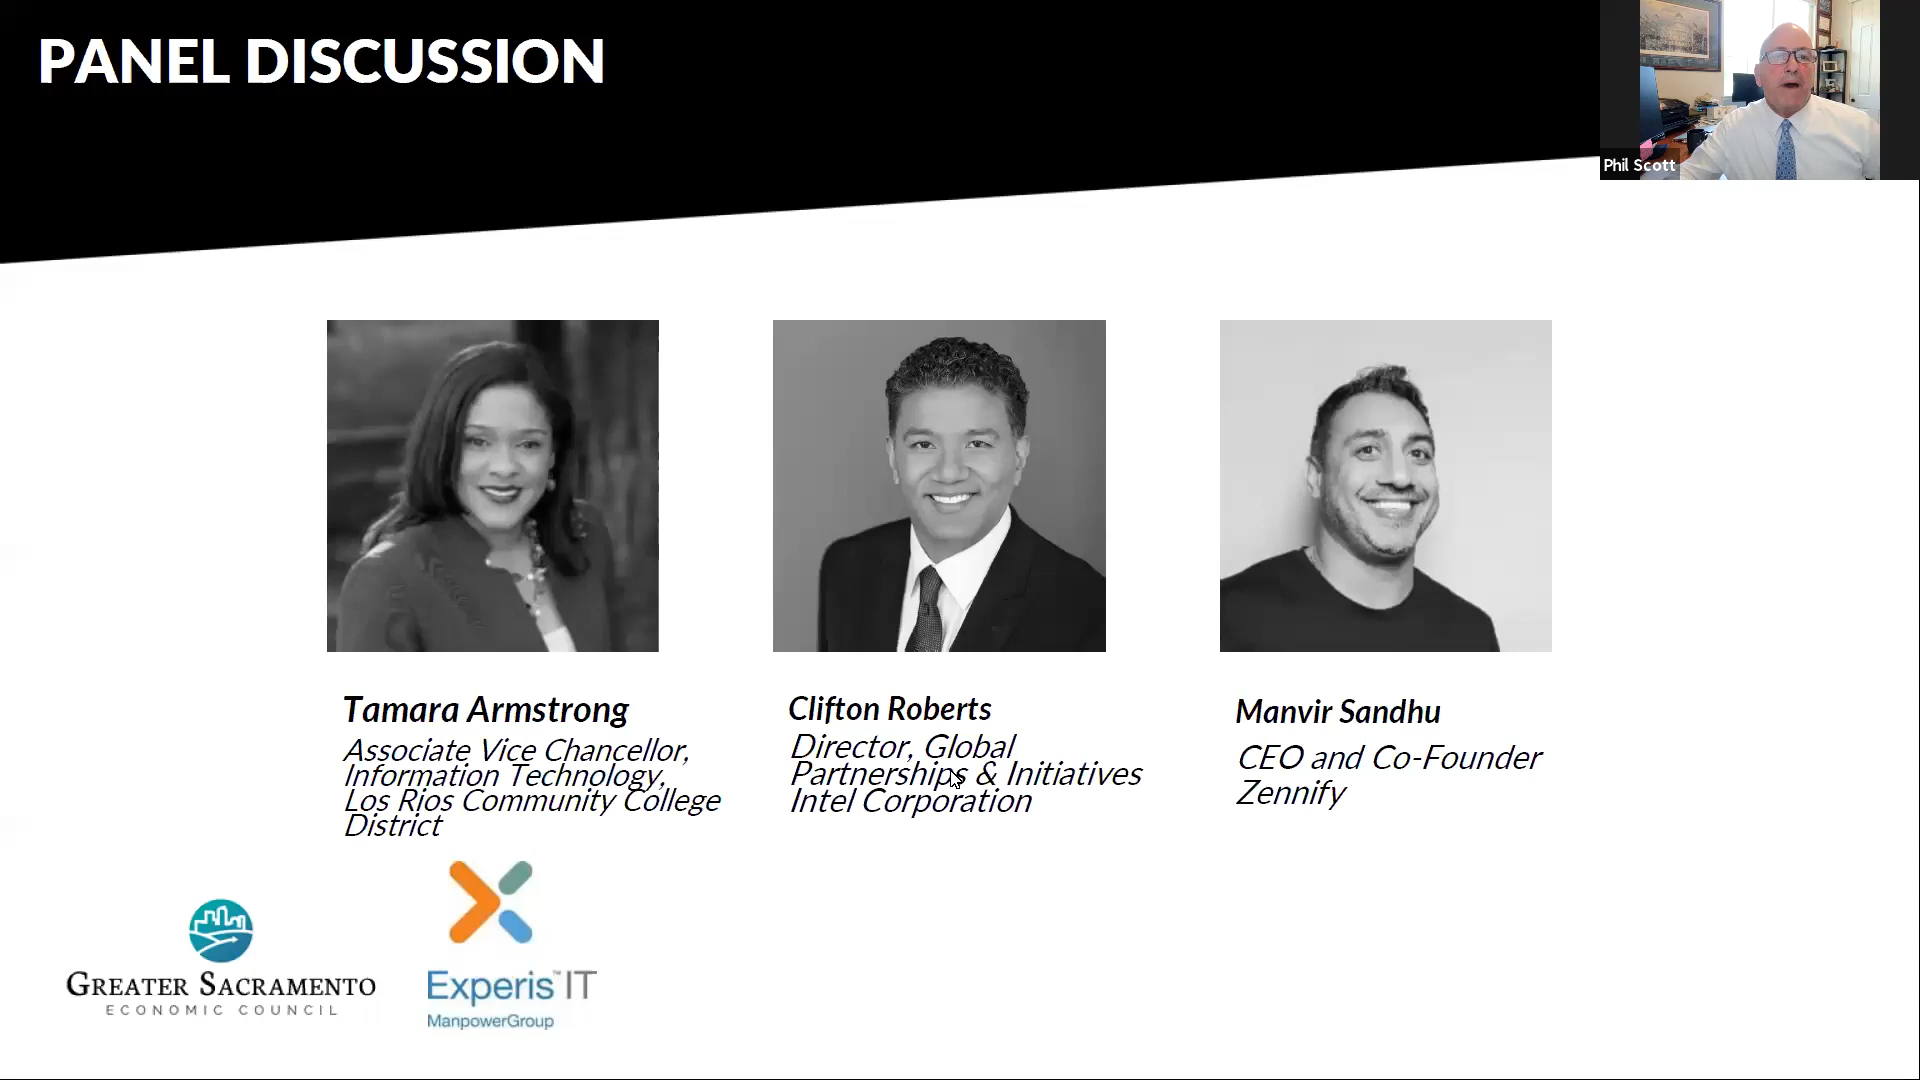 PANEL DISCUSSION
Phil Scott
Tamara Armstrong
Associate Vice Chancellor,
Information Technology,
Los Rios Community College
District
Clifton Roberts
Director, Global
Partnerships & Initiatives
Intel Corporation
Manvir Sandhu
CEO and Co-Founder
Zennify
GREATER SACRAMENTO
ECONOMIC COUNCIL
Experis™ IT
ManpowerGroup